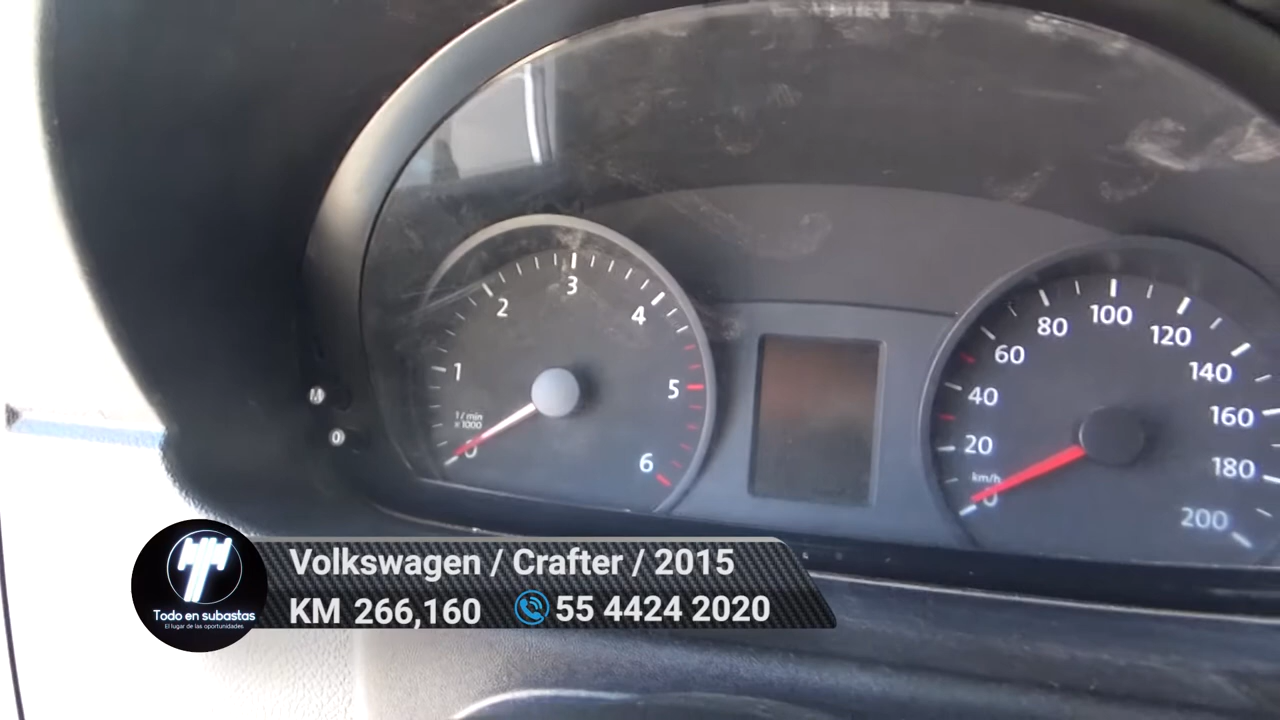 3
2
4
1
5
1/min
x 1000
0
6
M
0
100
80
120
60
140
40
160
20
180
km/h
0
200
Volkswagen / Crafter / 2015
KM 266,160
55 4424 2020
Todo en subastas
El lugar de las oportunidades